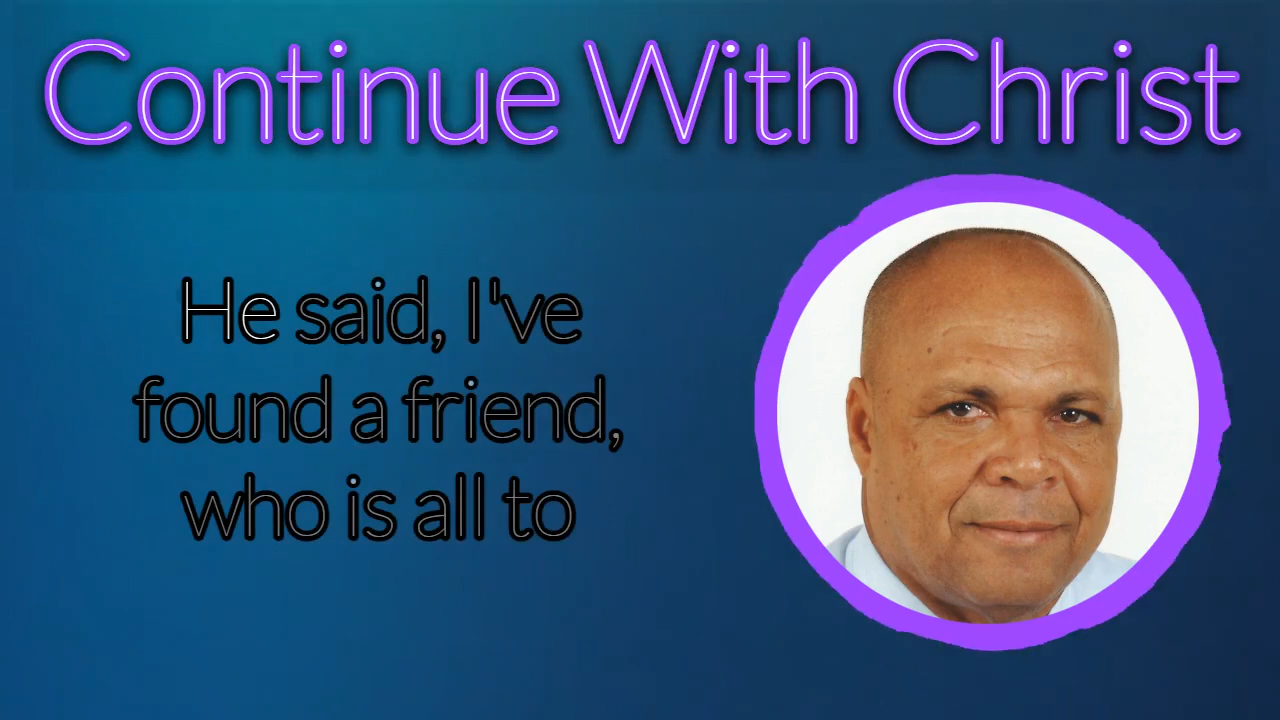 Continue With Christ
He said, I've
found a friend,
who is all to